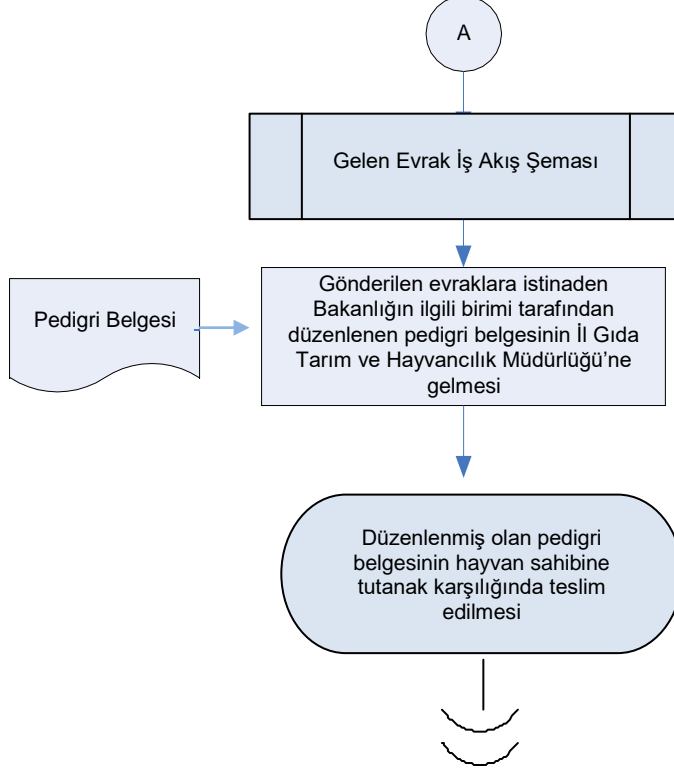 A
Gelen Evrak İş Akış Şeması
Pedigri Belgesi
Gönderilen evraklara istinaden
Bakanlığın ilgili birimi tarafından
düzenlenen pedigri belgesinin İl Gıda
Tarım ve Hayvancılık Müdürlüğü’ne
gelmesi
Düzenlenmiş olan pedigri
belgesinin hayvan sahibine
tutanak karşılığında teslim
edilmesi